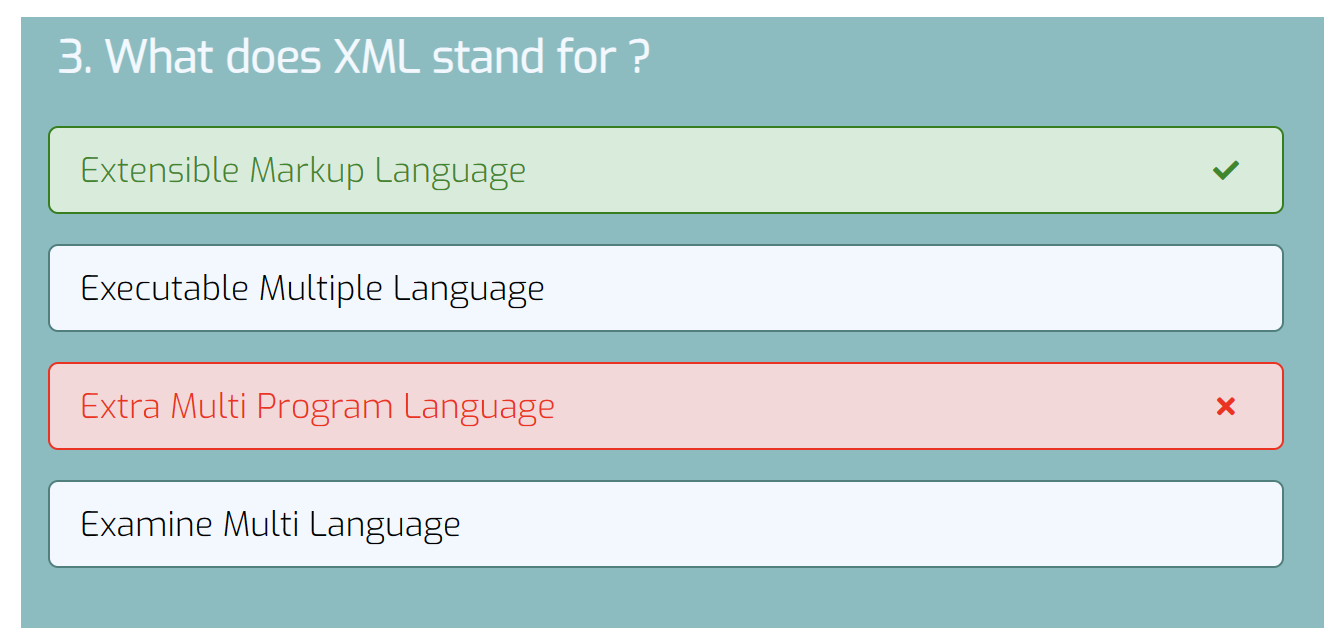 3. What does XML stand for ?
Extensible Markup Language
Executable Multiple Language
Extra Multi Program Language
Examine Multi Language